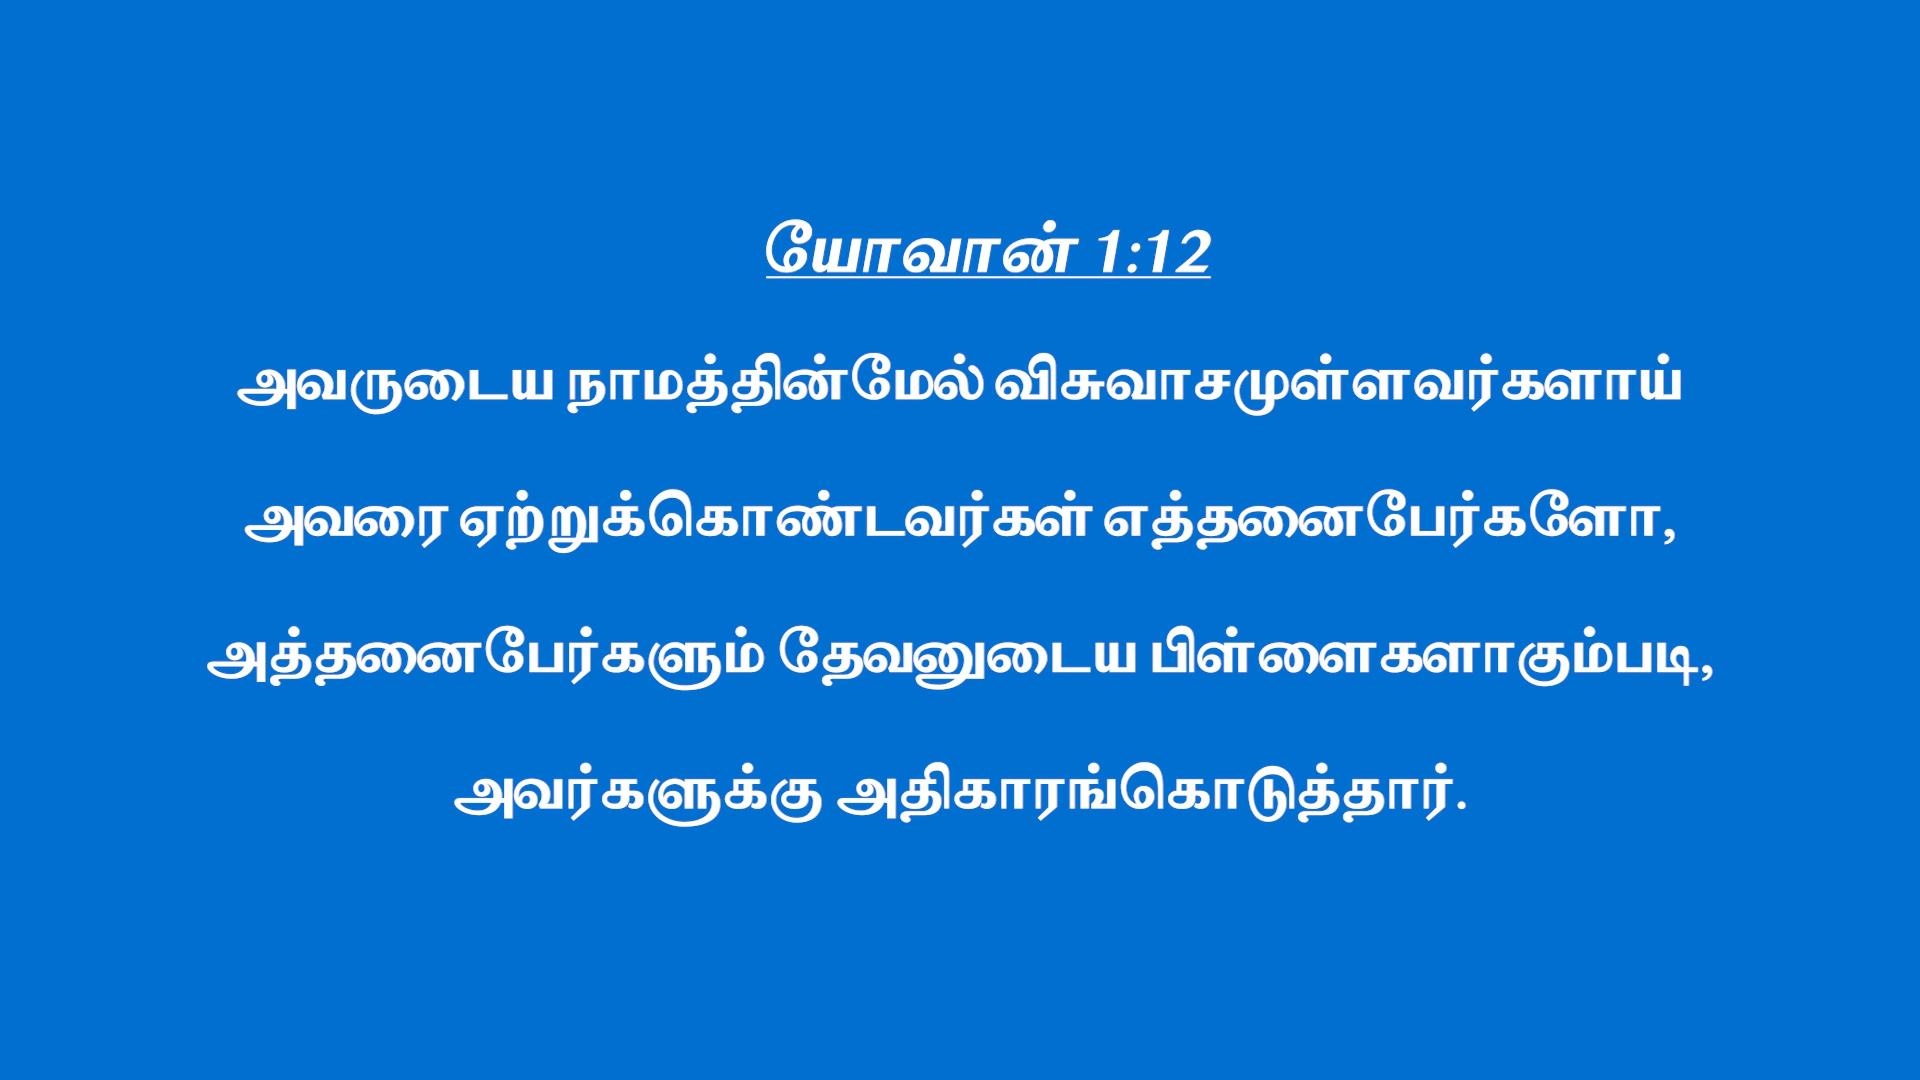 யோவான் 1:12
அவருடைய நாமத்தின்மேல் விசுவாசமுள்ளவர்களாய்
அவரை ஏற்றுக்கொண்டவர்கள் எத்தனைபேர்களோ,
அத்தனைபேர்களும் தேவனுடைய பிள்ளைகளாகும்படி,
அவர்களுக்கு அதிகாரங்கொடுத்தார்.